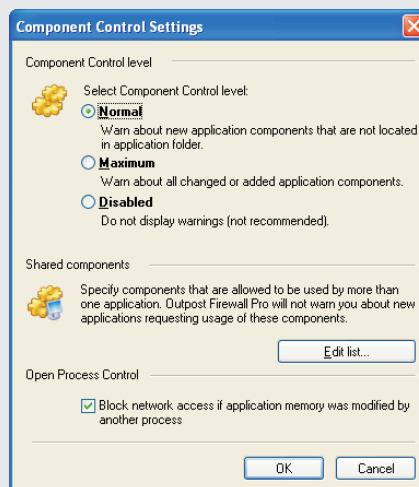 Component Control Settings
Component Control level
Select Component Control level:
Normal
Warn about new application components that are not located
in application folder.
Maximum
Warn about all changed or added application components.
Disabled
Do not display warnings (not recommended).
Shared components
Specify components that are allowed to be used by more than
one application. Outpost Firewall Pro will not warn you about new
applications requesting usage of these components.
Edit list...
Open Process Control
Block network access if application memory was modified by
another process
OK
Cancel